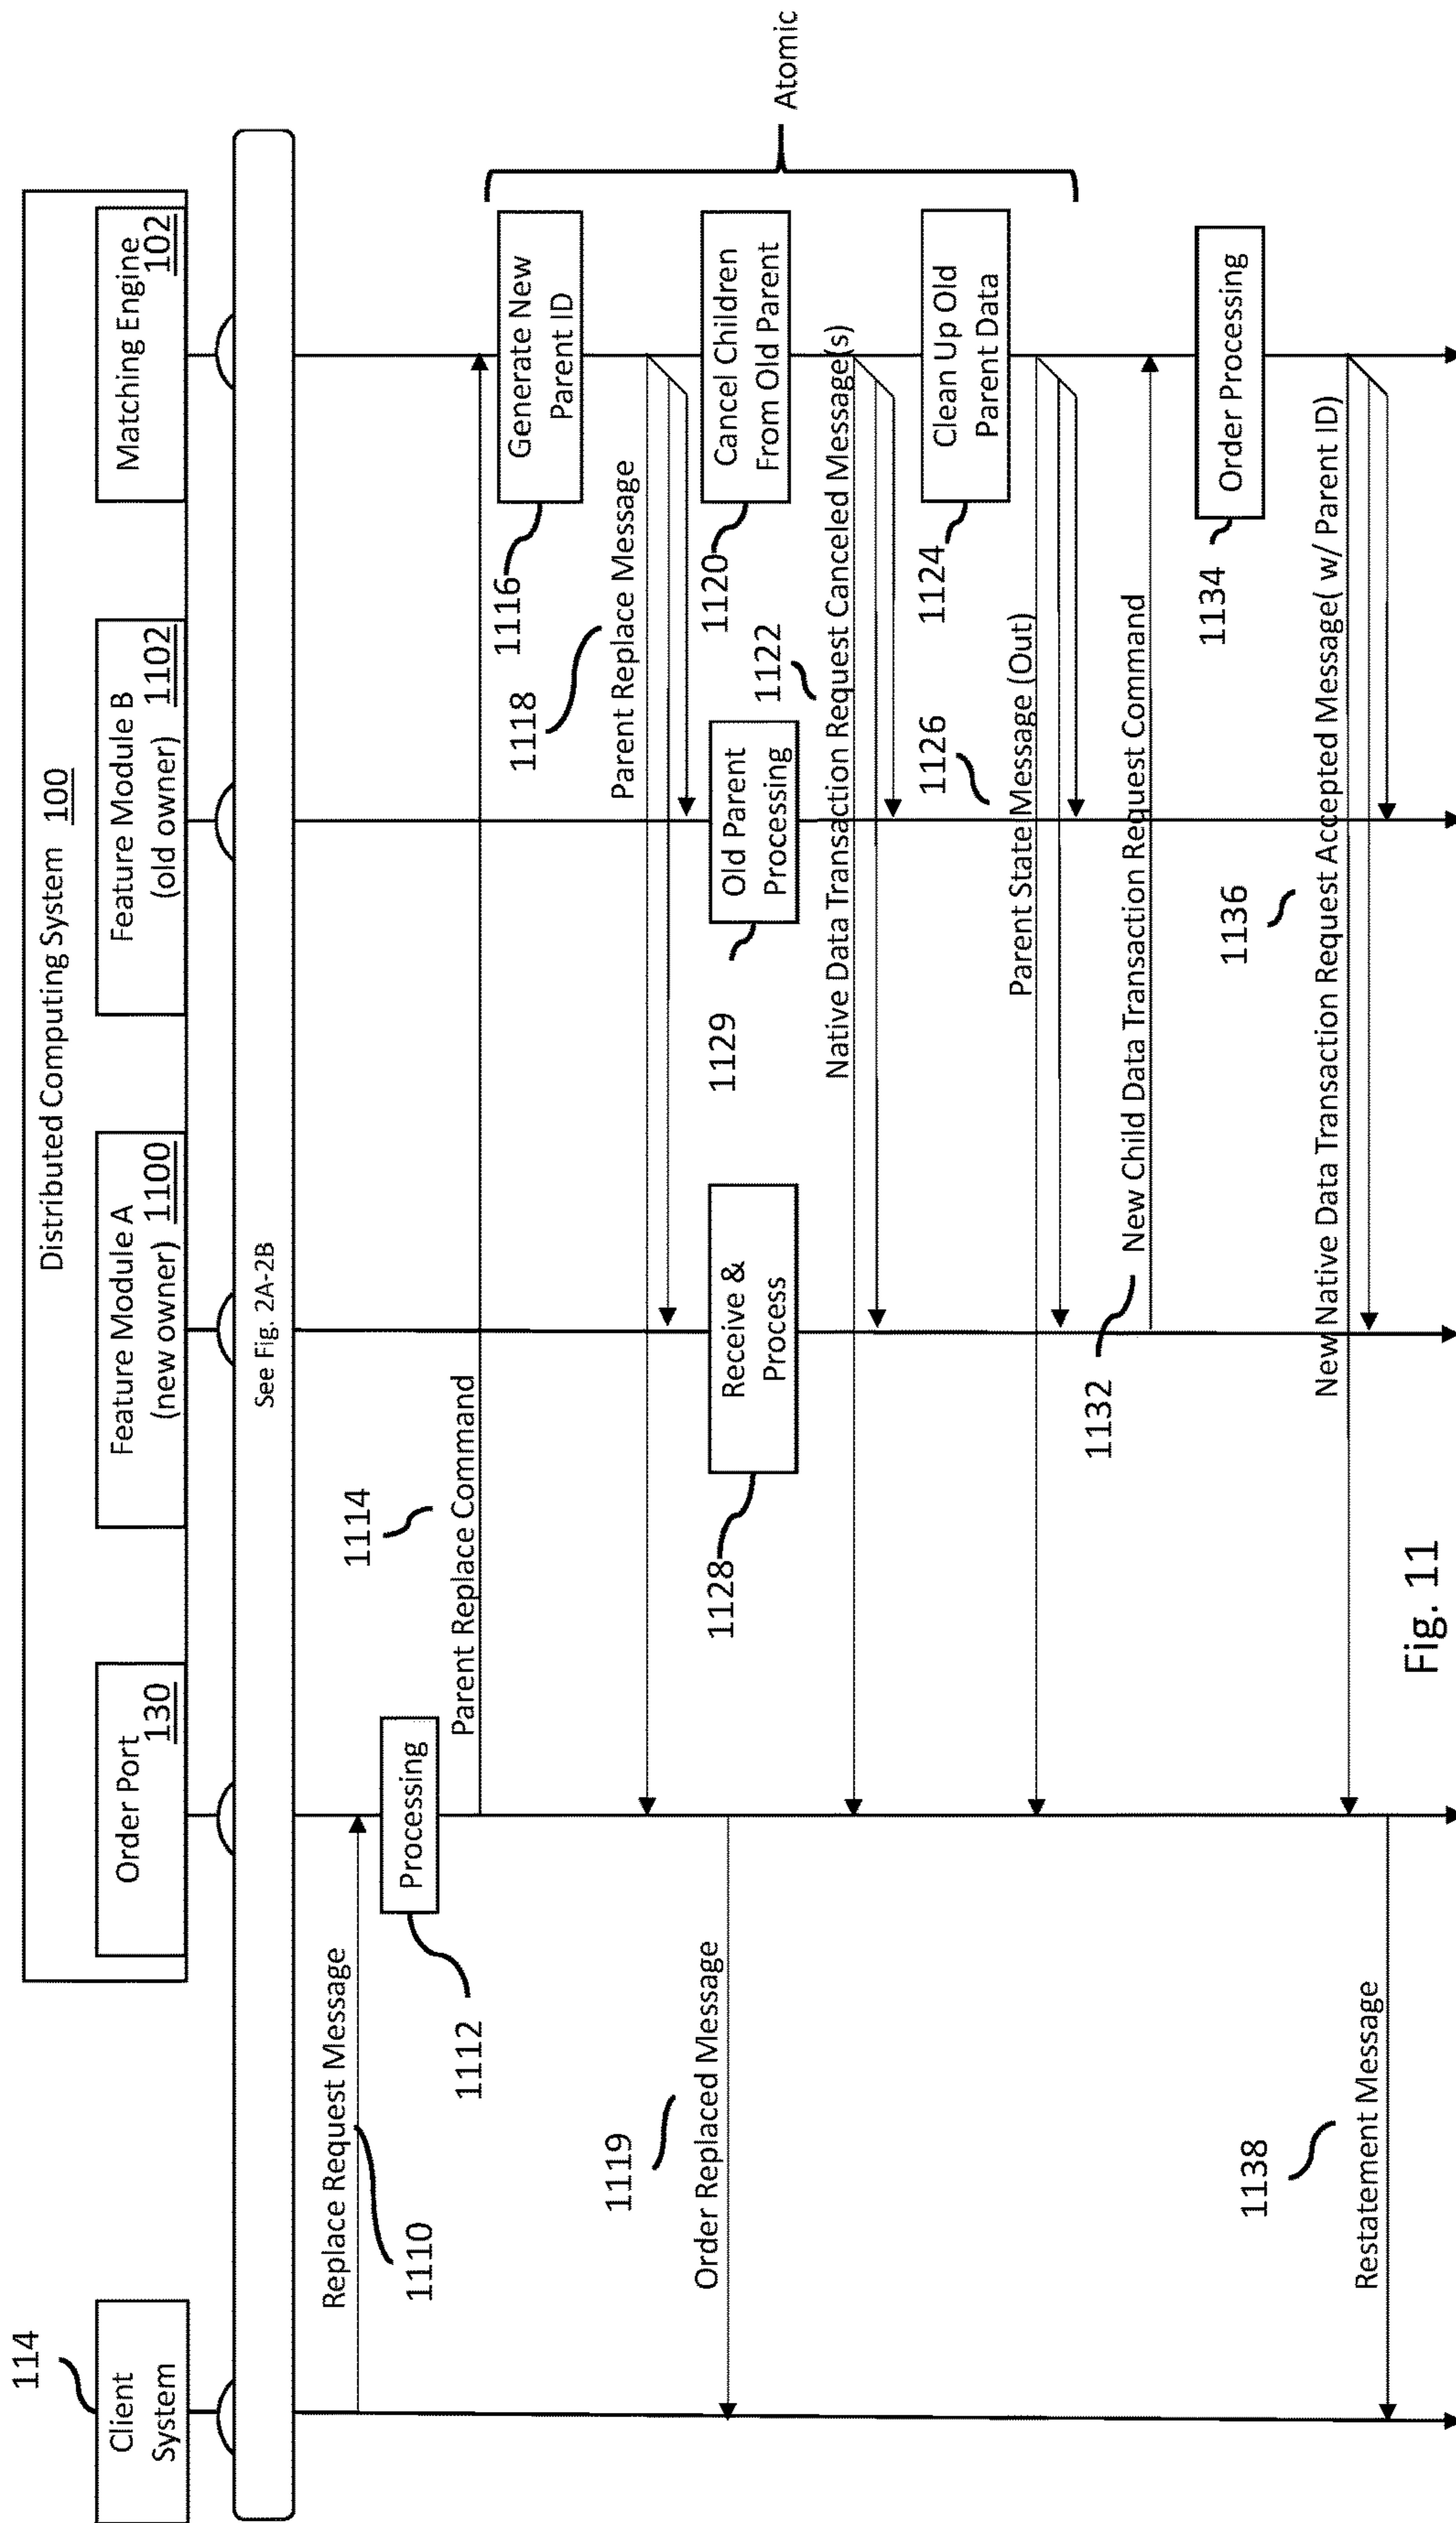 Distributed Computing System 100
114
Client
System
Order Port
130
Feature Module A
(new owner) 1100
Feature Module B
(old owner) 1102
Matching Engine
102
See Fig. 2A-2B
Replace Request Message
1110
Processing
1112
1114
Parent Replace Command
Generate New
Parent ID
1116
Atomic
1118
Parent Replace Message
1119
Order Replaced Message
1128
Receive &
Process
1129
Old Parent
Processing
1120
Cancel Children
From Old Parent
1122
Native Data Transaction Request Canceled Message(s)
1124
Clean Up Old
Parent Data
1126
Parent State Message (Out)
1132
New Child Data Transaction Request Command
1134
Order Processing
1136
New Native Data Transaction Request Accepted Message( w/ Parent ID)
1138
Restatement Message
Fig. 11